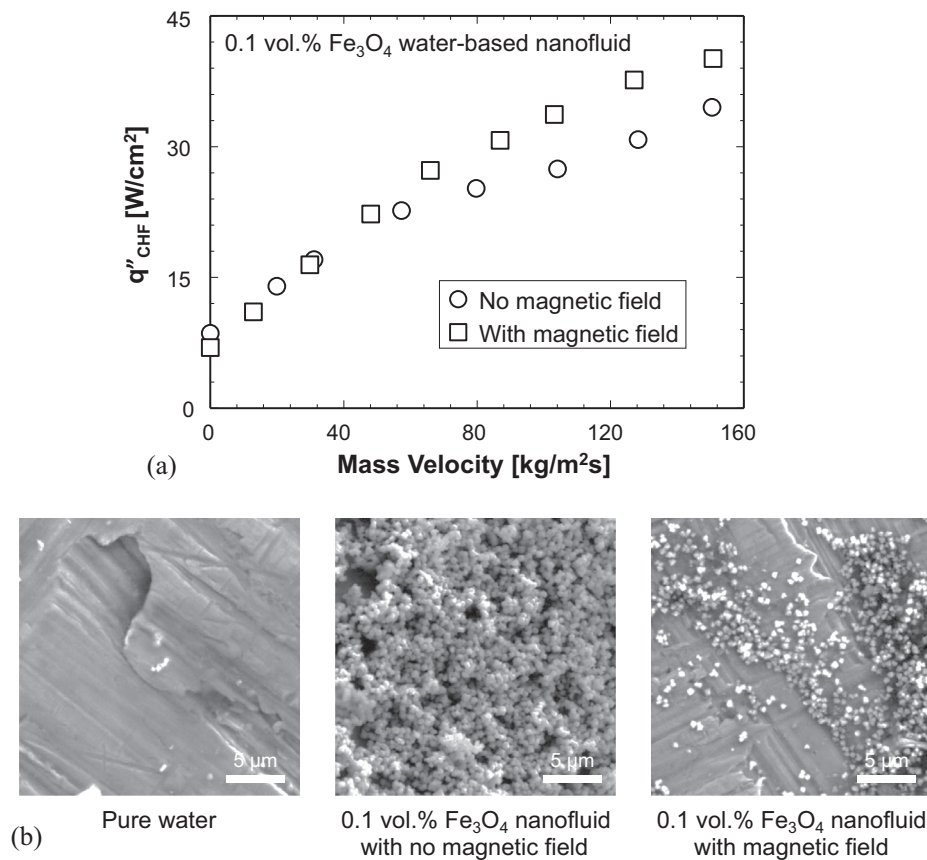 45
0.1 vol.% Fe₃O₄ water-based nanofluid
30
q″CHF [W/cm²]
15
No magnetic field
With magnetic field
0
0 40 80 120 160
(a) Mass Velocity [kg/m²s]
5 µm 5 µm 5 µm
Pure water 0.1 vol.% Fe₃O₄ nanofluid 0.1 vol.% Fe₃O₄ nanofluid
(b) with no magnetic field with magnetic field